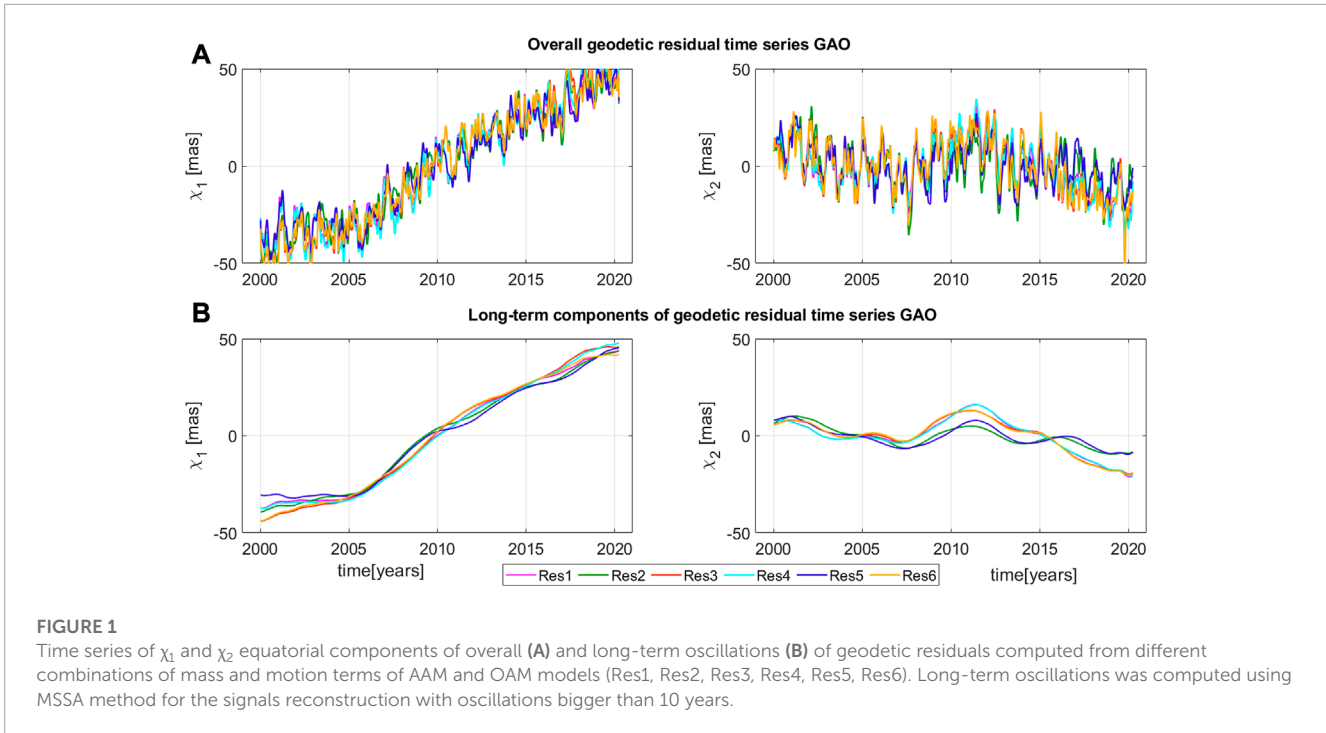 A
Overall geodetic residual time series GAO
50
0
-50
χ1 [mas]
2000 2005 2010 2015 2020
50
0
-50
χ2 [mas]
2000 2005 2010 2015 2020
B
Long-term components of geodetic residual time series GAO
50
0
-50
χ1 [mas]
2000 2005 2010 2015 2020
time[years]
50
0
-50
χ2 [mas]
2000 2005 2010 2015 2020
time[years]
Res1 Res2 Res3 Res4 Res5 Res6
FIGURE 1
Time series of χ1 and χ2 equatorial components of overall (A) and long-term oscillations (B) of geodetic residuals computed from different
combinations of mass and motion terms of AAM and OAM models (Res1, Res2, Res3, Res4, Res5, Res6). Long-term oscillations was computed using
MSSA method for the signals reconstruction with oscillations bigger than 10 years.